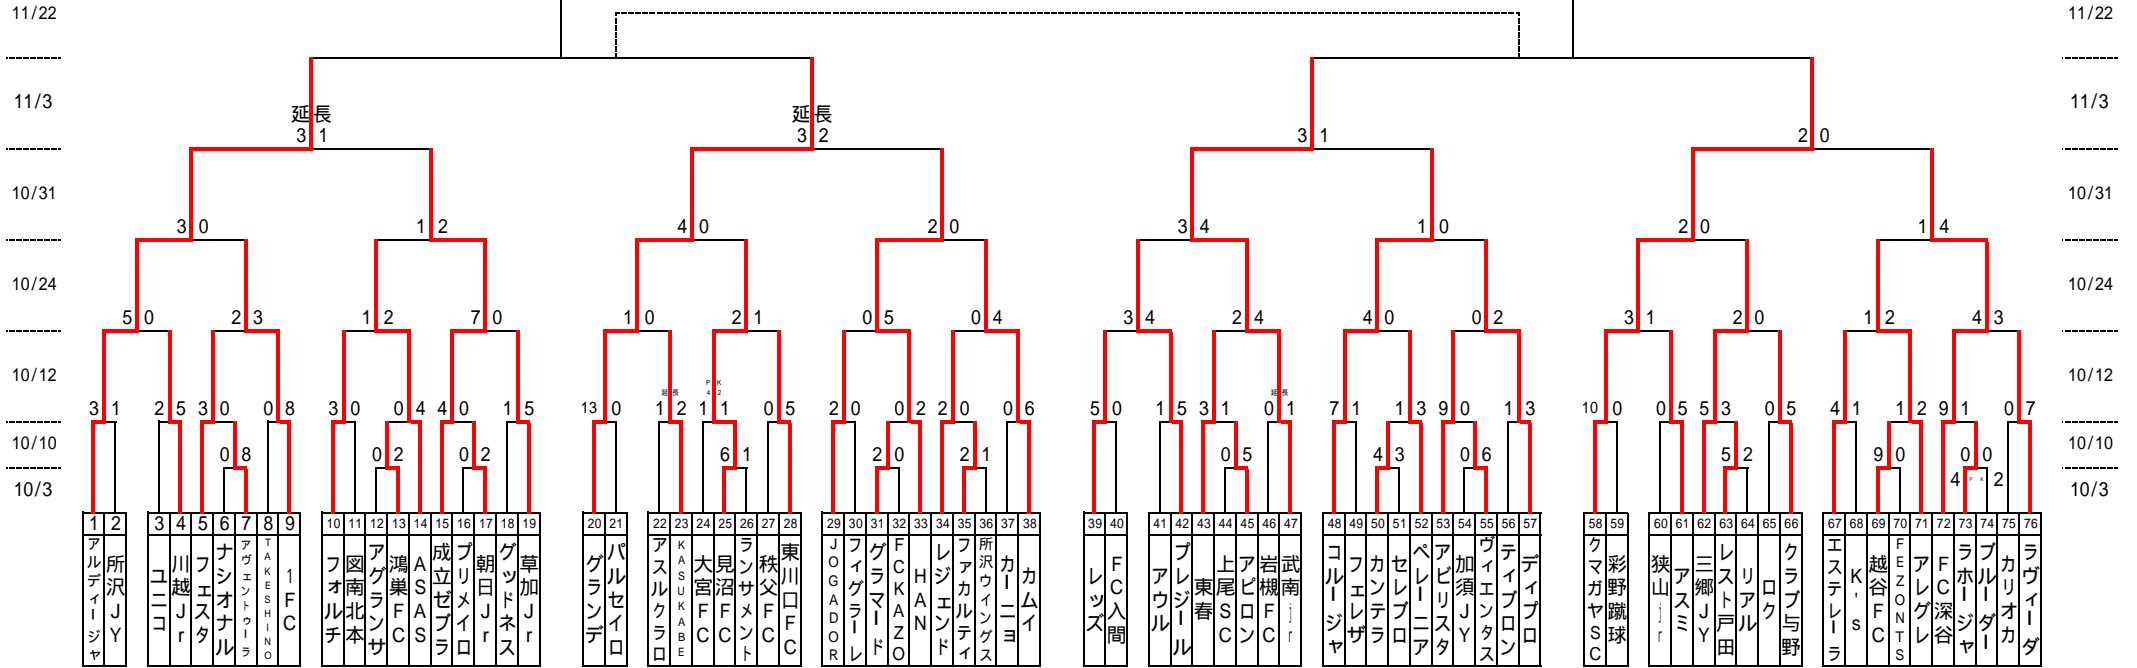 11/22 11/22
11/3 延長 延長 11/3
3 1 3 2 3 1 2 0
10/31 10/31
3 0 1 2 4 0 2 0 3 4 1 0 2 0 1 4
10/24 10/24
5 0 2 3 1 2 7 0 1 0 2 1 0 5 0 4 3 4 2 4 4 0 0 2 3 1 2 0 1 2 4 3
10/12 10/12
延長 PK 延長
4 2
3 1 2 5 3 0 0 8 3 0 0 4 4 0 1 5 13 0 1 2 1 1 0 5 2 0 0 2 2 0 0 6 5 0 1 5 3 1 0 1 7 1 1 3 9 0 1 3 10 0 0 5 5 3 0 5 4 1 1 2 9 1 0 7
10/10 10/10
0 8 0 2 0 2 6 1 2 0 2 1 0 5 4 3 0 6 5 2 9 0 0 0
10/3 4 PK 2 10/3
1 アルディージャ
2 所沢JY
3 ユニコ
4 川越Jr
5 フェスタ
6 ナシオナル
7 アヴェントゥーラ
8 TAKESHINO
9 1FC
10 フォルチ
11 図南北本
12 アグランサ
13 鴻巣FC
14 ASAS
15 成立ゼブラ
16 プリメイロ
17 朝日Jr
18 グッドネス
19 草加Jr
20 グランデ
21 パルセイロ
22 アスルクラロ
23 KASUKABE
24 大宮FC
25 見沼FC
26 ランサメント
27 秩父FC
28 東川口FC
29 JOGADOR
30 フィグラーレ
31 グラマード
32 FCKAZO
33 HAN
34 レジェンド
35 ファカルティ
36 所沢ウイングス
37 カーニョ
38 カムイ
39 レッズ
40 FC入間
41 アウル
42 プレジール
43 東春
44 上尾SC
45 アピロン
46 岩槻FC
47 武南jr
48 コルージャ
49 フェレザ
50 カンテラ
51 セレブロ
52 ペレーニア
53 アビリスタ
54 加須JY
55 ヴィエンタス
56 ティブロン
57 ディプロ
58 クマガヤSC
59 彩野蹴球
60 狭山jr
61 アスミ
62 三郷JY
63 レスト戸田
64 リアル
65 ロク
66 クラブ与野
67 エステレーラ
68 K's
69 越谷FC
70 FEZONTS
71 アレグレ
72 FC深谷
73 ラホージャ
74 ブルーダー
75 カリオカ
76 ラヴィーダ